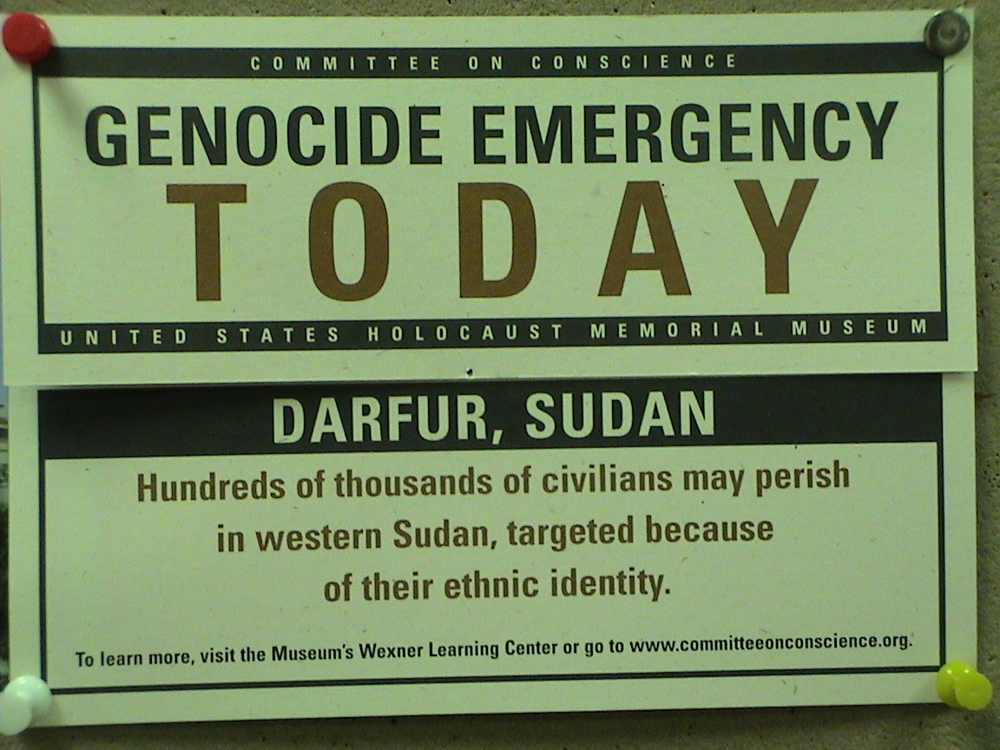 COMMITTEE ON CONSCIENCE
GENOCIDE EMERGENCY
TODAY
UNITED STATES HOLOCAUST MEMORIAL MUSEUM
DARFUR, SUDAN
Hundreds of thousands of civilians may perish
in western Sudan, targeted because
of their ethnic identity.
To learn more, visit the Museum's Wexner Learning Center or go to www.committeeonconscience.org.